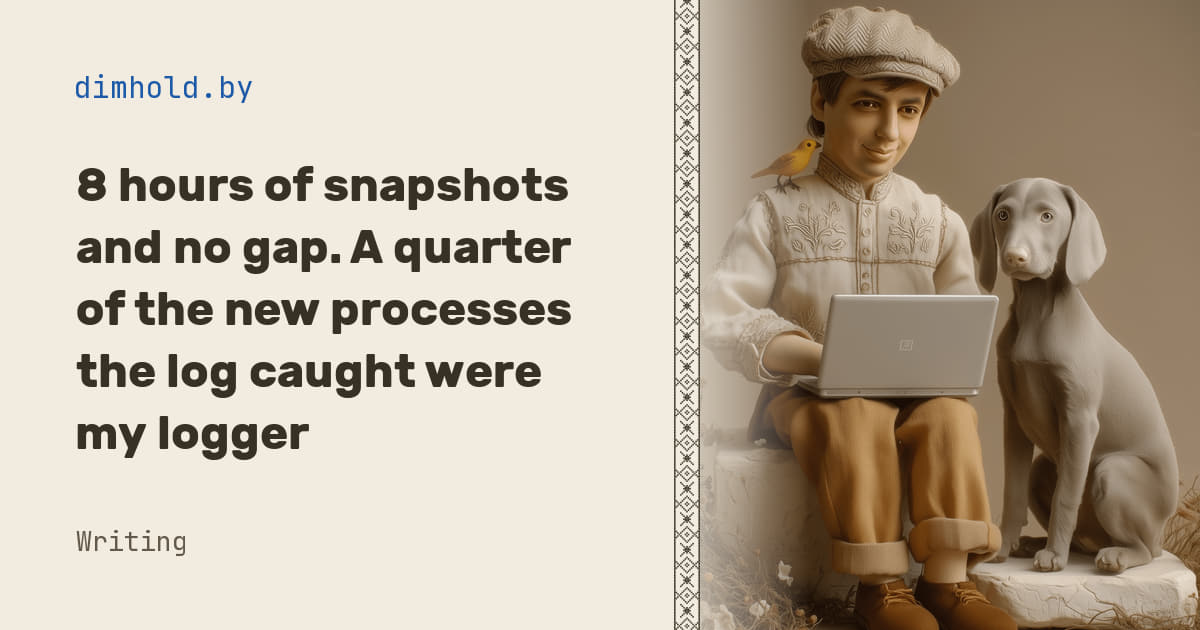 dimhold.by
8 hours of snapshots
and no gap. A quarter
of the new processes
the log caught were
my logger
Writing